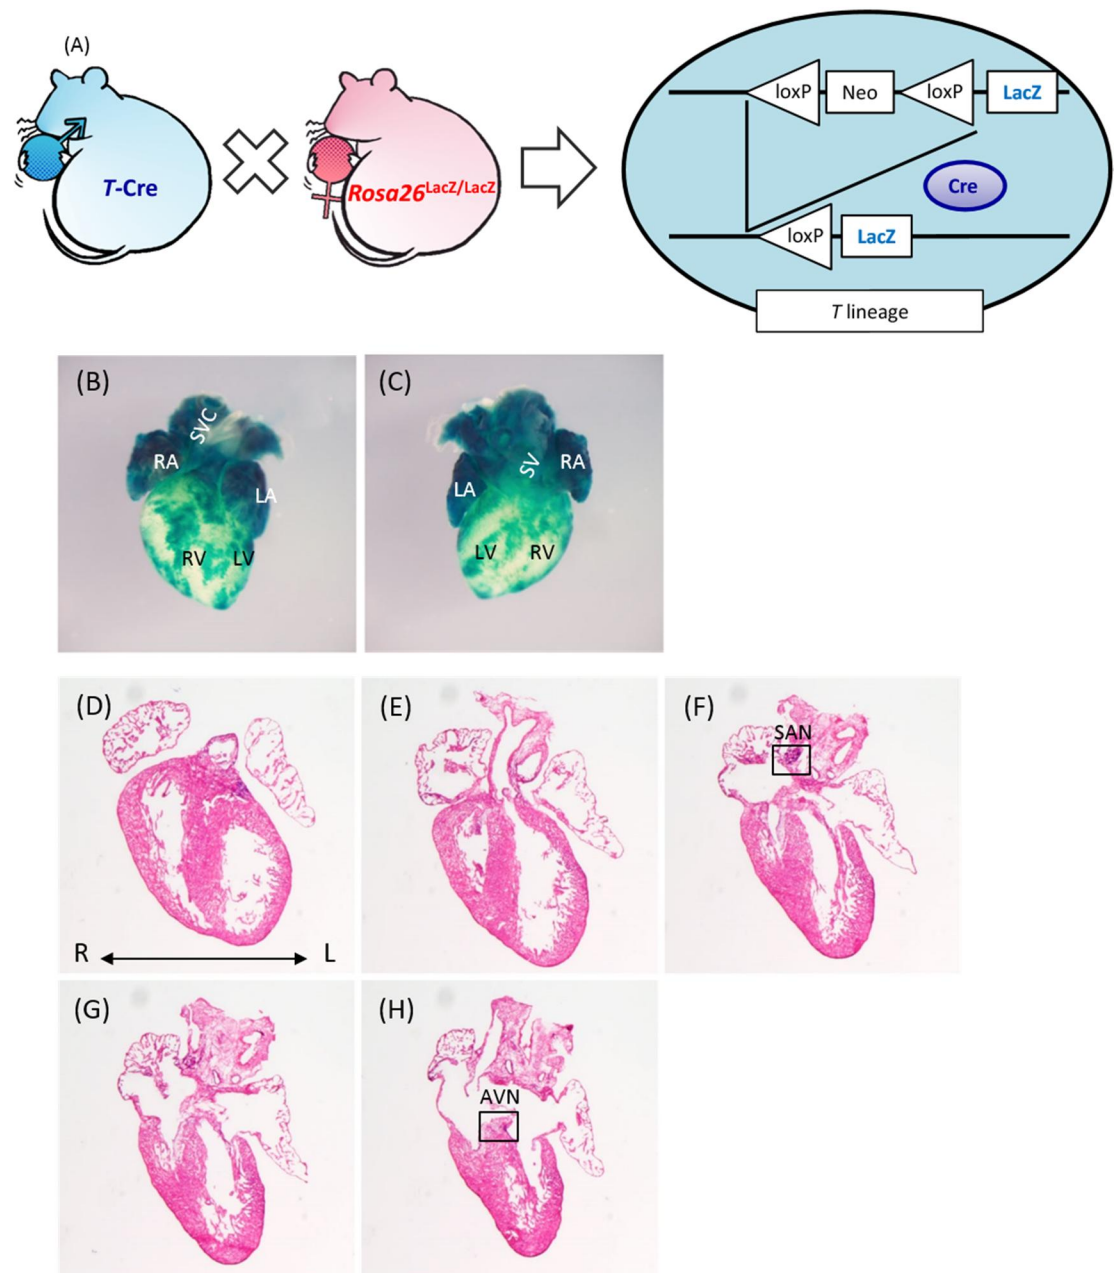 (A)
T-Cre
Rosa26LacZ/LacZ
loxP
Neo
loxP
LacZ
Cre
loxP
LacZ
T lineage
(B)
SVC
RA
LA
RV
LV
(C)
SV
RA
LA
LV
RV
(D)
R
L
(E)
(F)
SAN
(G)
(H)
AVN